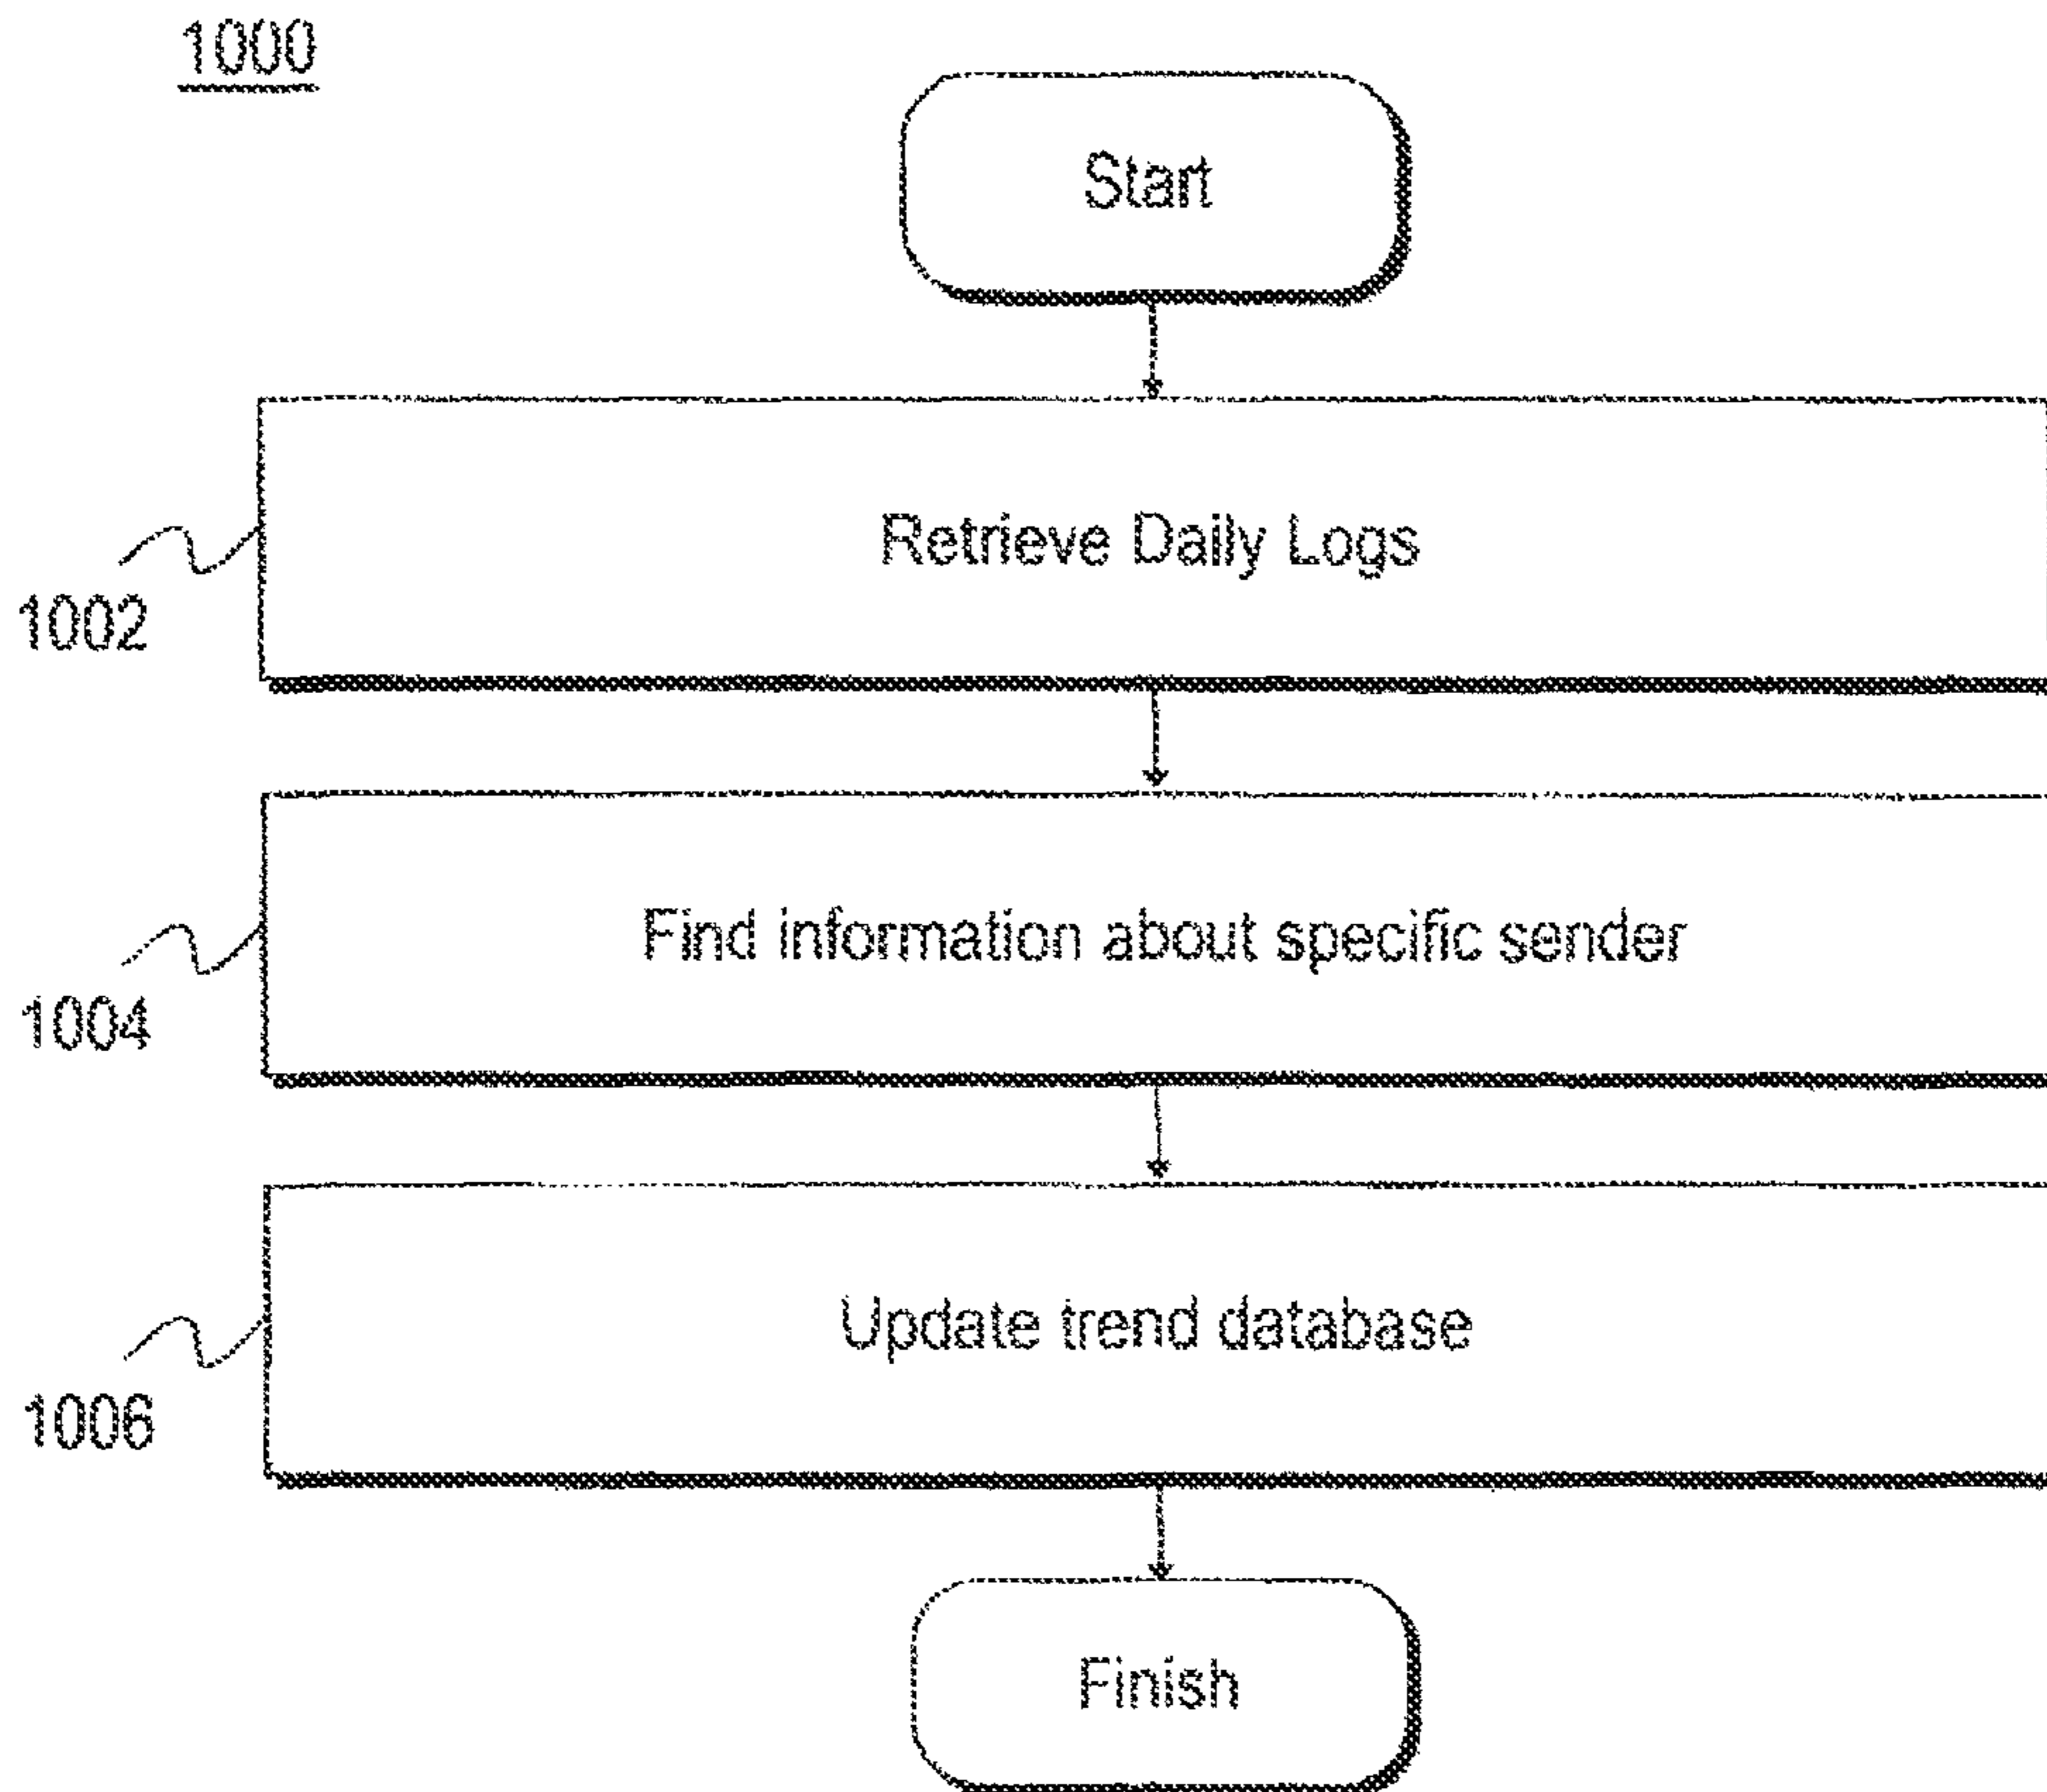 1000
Start
Retrieve Daily Logs
1002
Find information about specific sender
1004
Update trend database
1006
Finish